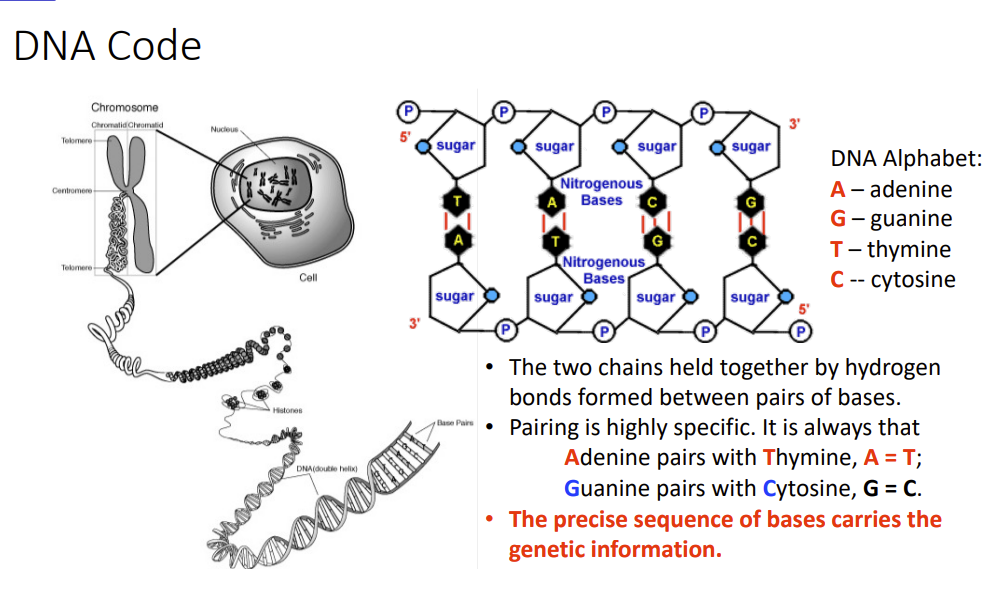 DNA Code
Chromosome
Chromatid Chromatid
Telomere
Centromere
Telomere
Nucleus
Cell
Histones
Base Pairs
DNA(double helix)
P P P P
5' 3'
sugar sugar sugar sugar
Nitrogenous
Bases
T A C G
A T G C
Nitrogenous
Bases
sugar sugar sugar sugar
3' 5'
P P P P
DNA Alphabet:
A – adenine
G – guanine
T – thymine
C -- cytosine
• The two chains held together by hydrogen
bonds formed between pairs of bases.
• Pairing is highly specific. It is always that
Adenine pairs with Thymine, A = T;
Guanine pairs with Cytosine, G = C.
• The precise sequence of bases carries the
genetic information.